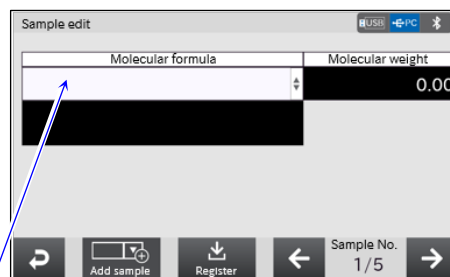 Sample edit
USB PC
Molecular formula Molecular weight
0.00
Add sample
Register
Sample No.
1/5